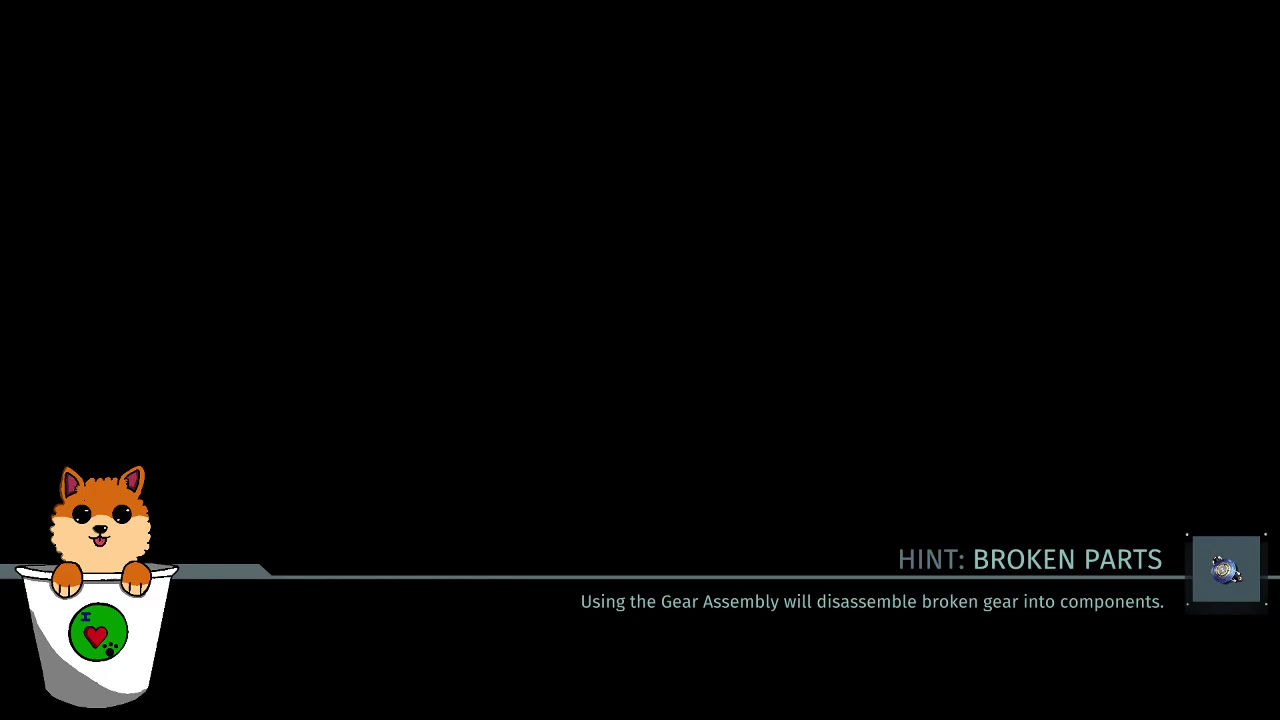 HINT: BROKEN PARTS
Using the Gear Assembly will disassemble broken gear into components.
I